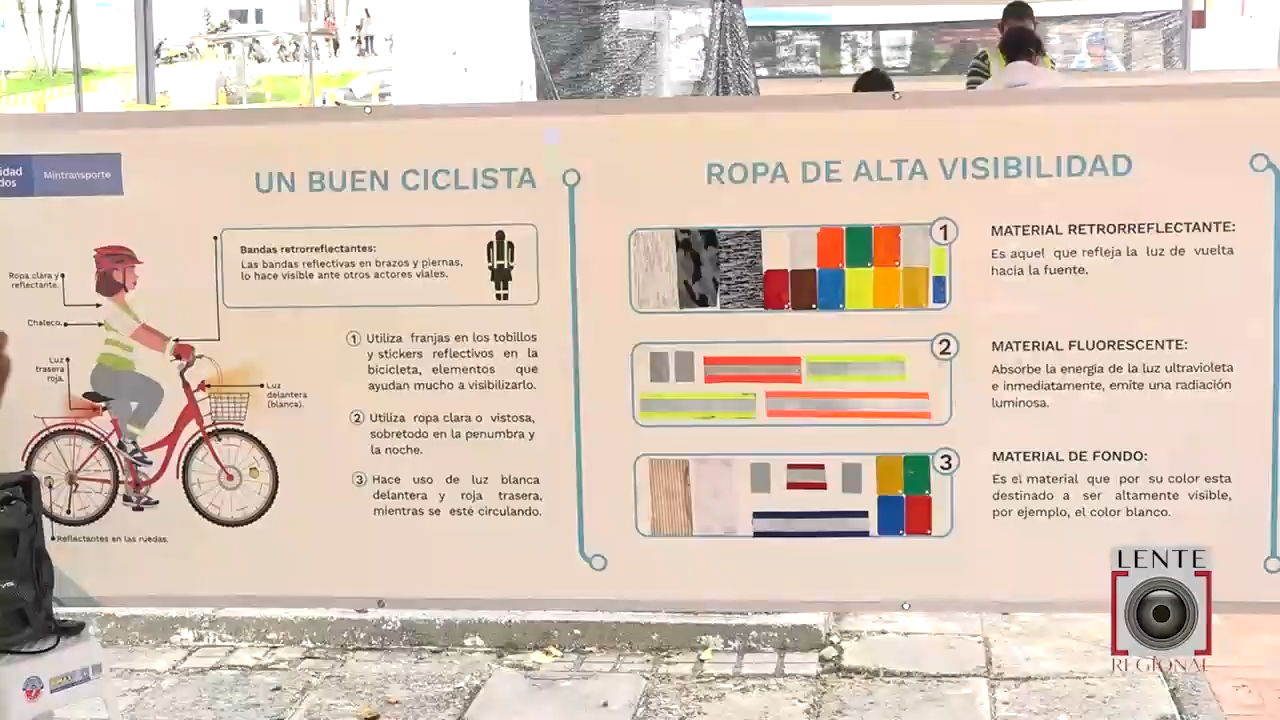 Mintransporte
UN BUEN CICLISTA
Bandas retrorreflectantes:
Las bandas reflectivas en brazos y piernas,
lo hace visible ante otros actores viales.
Ropa clara y
reflectante.
Chaleco.
Luz
trasera
roja.
Luz
delantera
(blanca).
Reflectantes en las ruedas.
1 Utiliza franjas en los tobillos
y stickers reflectivos en la
bicicleta, elementos que
ayudan mucho a visibilizarlo.
2 Utiliza ropa clara o vistosa,
sobretodo en la penumbra y
la noche.
3 Hace uso de luz blanca
delantera y roja trasera,
mientras se esté circulando.
ROPA DE ALTA VISIBILIDAD
1
MATERIAL RETRORREFLECTANTE:
Es aquel que refleja la luz de vuelta
hacía la fuente.
2
MATERIAL FLUORESCENTE:
Absorbe la energia de la luz ultravioleta
e inmediatamente, emite una radiación
luminosa.
3
MATERIAL DE FONDO:
Es el material que por su color esta
destinado a ser altamente visible,
por ejemplo, el color blanco.
LENTE
REGIONAL